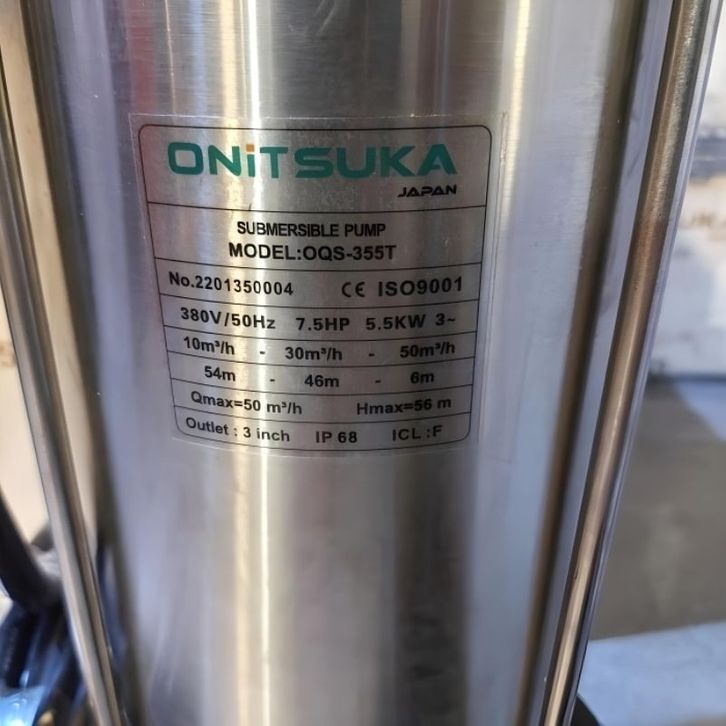 ONiTSUKA
JAPAN
SUBMERSIBLE PUMP
MODEL:OQS-355T
No.2201350004 CE ISO9001
380V/50Hz 7.5HP 5.5KW 3~
10m³/h - 30m³/h - 50m³/h
54m - 46m - 6m
Qmax=50 m³/h Hmax=56 m
Outlet : 3 inch IP 68 ICL :F